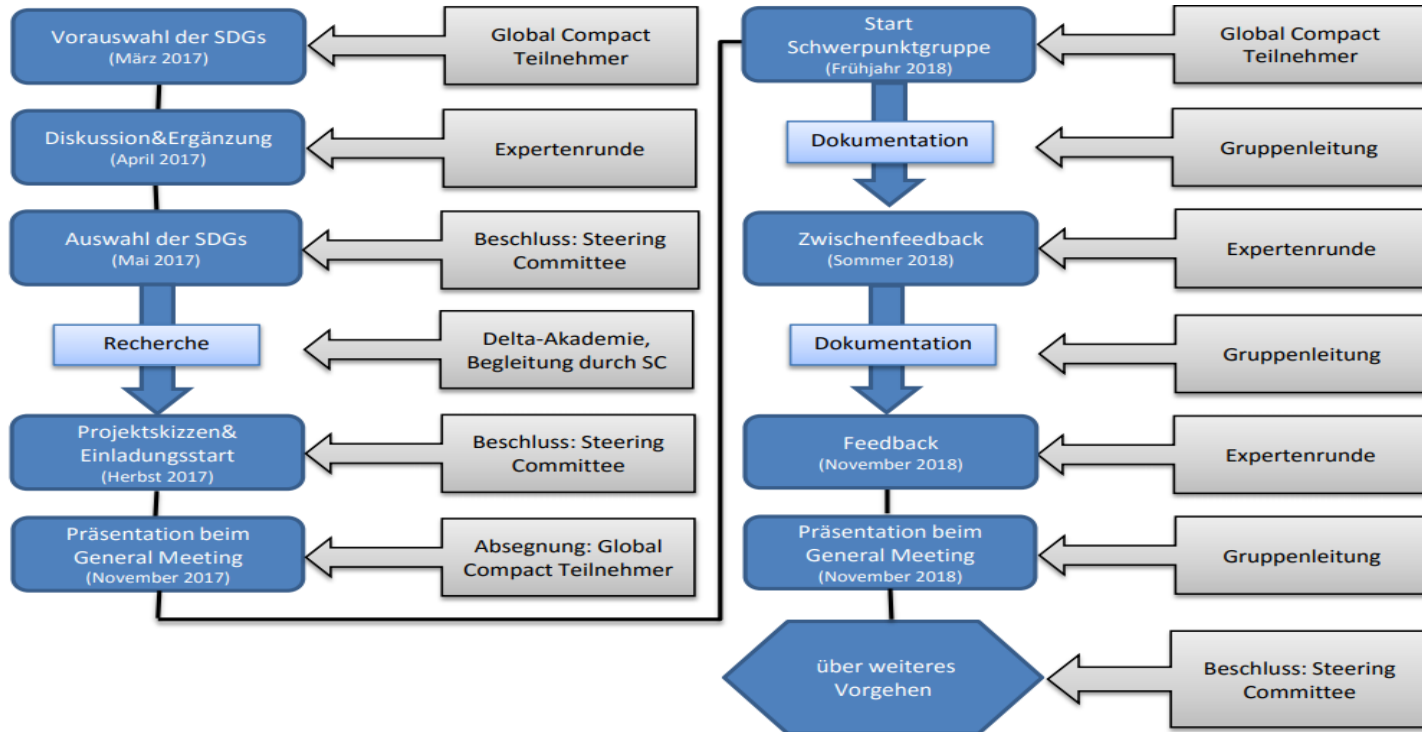 Vorauswahl der SDGs
(März 2017)
Global Compact
Teilnehmer
Diskussion&Ergänzung
(April 2017)
Expertenrunde
Auswahl der SDGs
(Mai 2017)
Beschluss: Steering
Committee
Recherche
Delta-Akademie,
Begleitung durch SC
Projektskizzen&
Einladungsstart
(Herbst 2017)
Beschluss: Steering
Committee
Präsentation beim
General Meeting
(November 2017)
Absegnung: Global
Compact Teilnehmer
Start
Schwerpunktgruppe
(Frühjahr 2018)
Global Compact
Teilnehmer
Dokumentation
Gruppenleitung
Zwischenfeedback
(Sommer 2018)
Expertenrunde
Dokumentation
Gruppenleitung
Feedback
(November 2018)
Expertenrunde
Präsentation beim
General Meeting
(November 2018)
Gruppenleitung
über weiteres
Vorgehen
Beschluss: Steering
Committee